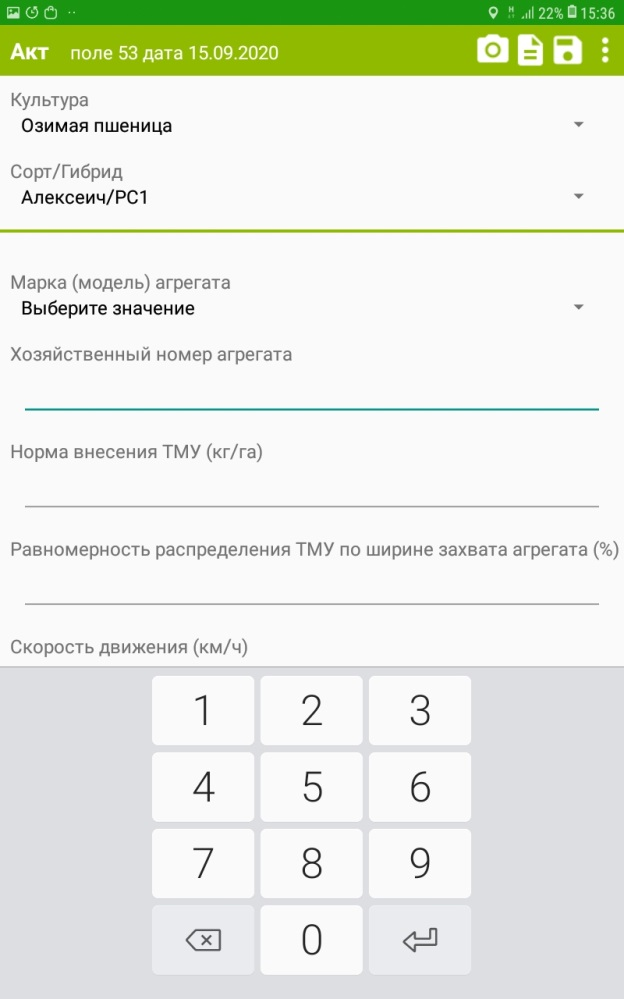 22% 15:36
Акт поле 53 дата 15.09.2020
Культура
Озимая пшеница
Сорт/Гибрид
Алексеич/РС1
Марка (модель) агрегата
Выберите значение
Хозяйственный номер агрегата
Норма внесения ТМУ (кг/га)
Равномерность распределения ТМУ по ширине захвата агрегата (%)
Скорость движения (км/ч)
1 2 3
4 5 6
7 8 9
0